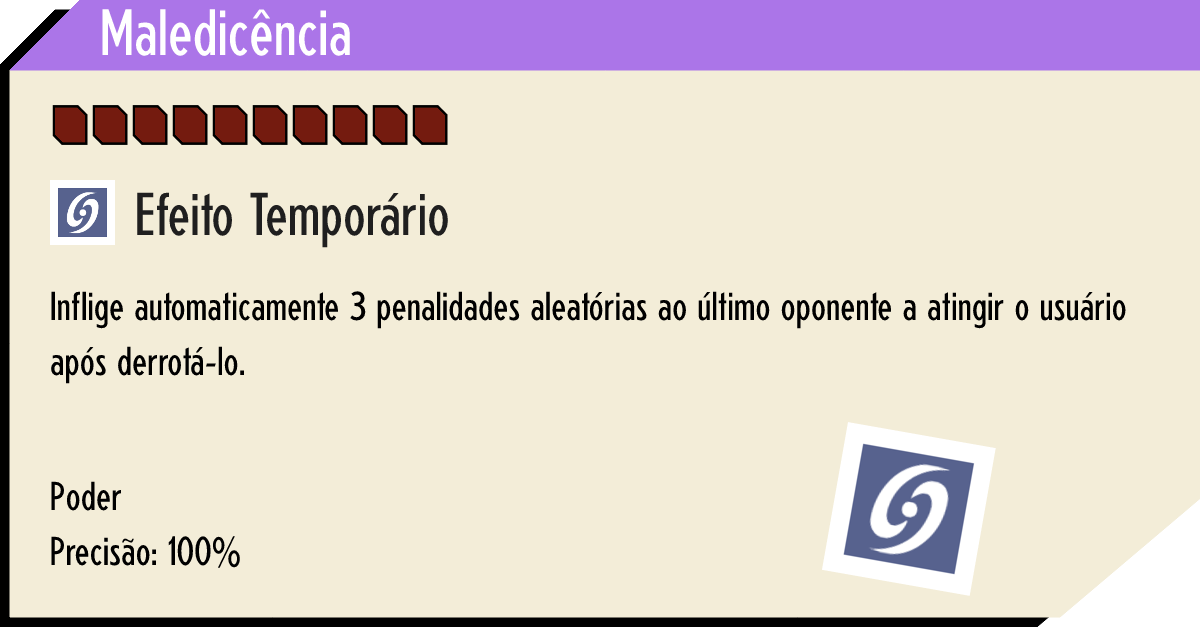 Maledicência
Efeito Temporário
Inflige automaticamente 3 penalidades aleatórias ao último oponente a atingir o usuário
após derrotá-lo.
Poder
Precisão: 100%